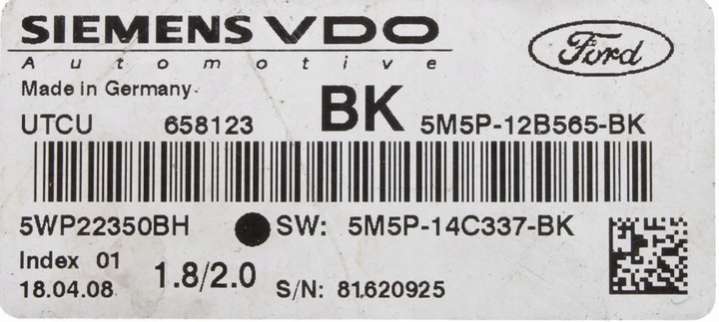 SIEMENS VDO
Automotive
Ford
Made in Germany
BK
UTCU 658123 5M5P-12B565-BK
5WP22350BH SW: 5M5P-14C337-BK
Index 01
1.8/2.0
18.04.08 S/N: 81620925